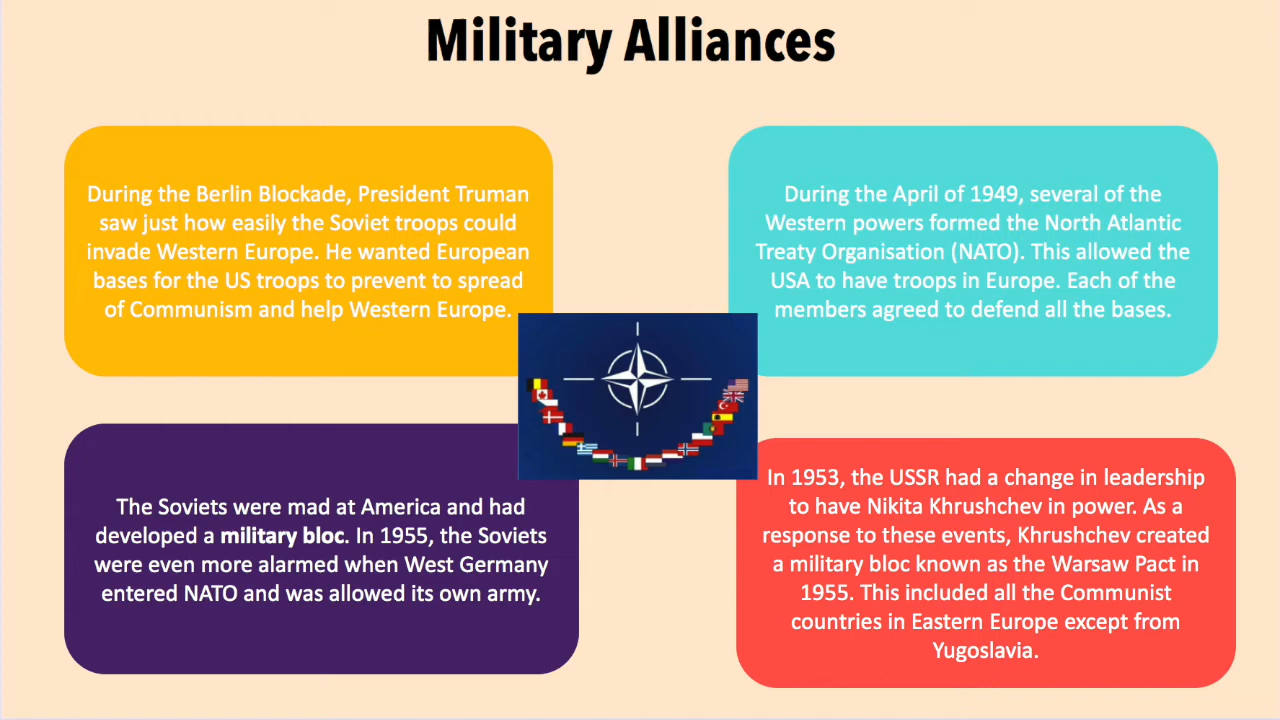 Military Alliances
During the Berlin Blockade, President Truman
saw just how easily the Soviet troops could
invade Western Europe. He wanted European
bases for the US troops to prevent to spread
of Communism and help Western Europe.
During the April of 1949, several of the
Western powers formed the North Atlantic
Treaty Organisation (NATO). This allowed the
USA to have troops in Europe. Each of the
members agreed to defend all the bases.
The Soviets were mad at America and had
developed a military bloc. In 1955, the Soviets
were even more alarmed when West Germany
entered NATO and was allowed its own army.
In 1953, the USSR had a change in leadership
to have Nikita Khrushchev in power. As a
response to these events, Khrushchev created
a military bloc known as the Warsaw Pact in
1955. This included all the Communist
countries in Eastern Europe except from
Yugoslavia.